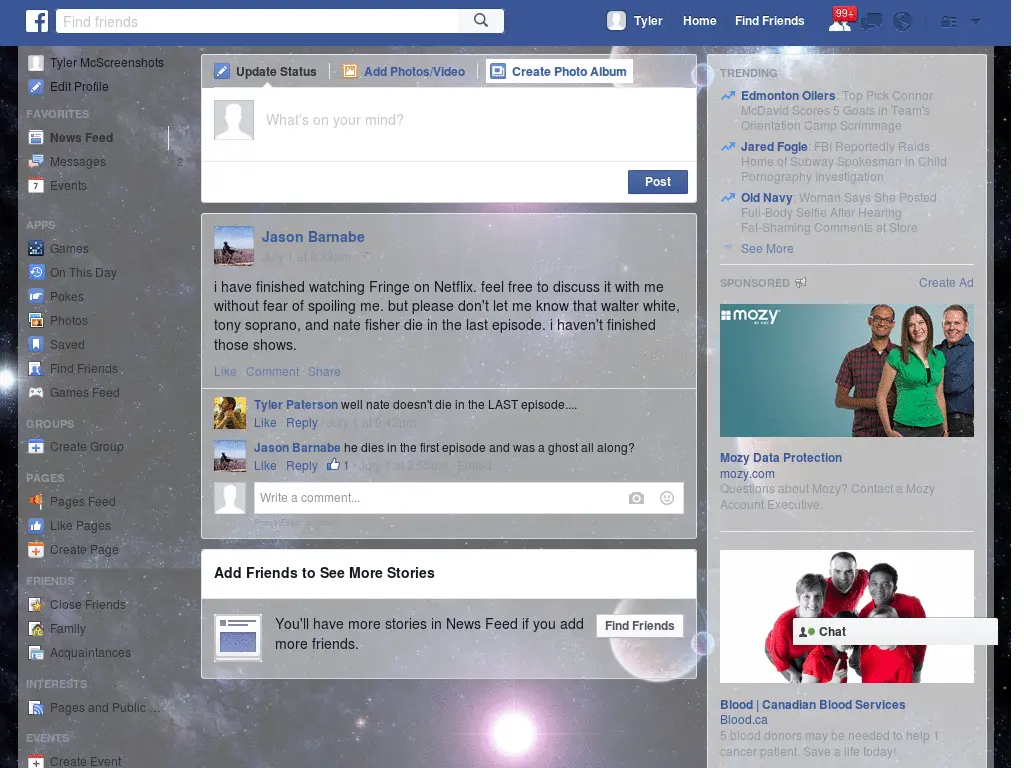 Find friends
Tyler
Home
Find Friends
99+
Tyler McScreenshots
Edit Profile
FAVORITES
News Feed
Messages
2
Events
APPS
Games
On This Day
Pokes
Photos
Saved
Find Friends
Games Feed
GROUPS
Create Group
PAGES
Pages Feed
Like Pages
Create Page
FRIENDS
Close Friends
Family
Acquaintances
INTERESTS
Pages and Public ...
EVENTS
Create Event
Update Status
Add Photos/Video
Create Photo Album
What's on your mind?
Post
Jason Barnabe
July 1 at
i have finished watching Fringe on Netflix. feel free to discuss it with me
without fear of spoiling me. but please don't let me know that walter white,
tony soprano, and nate fisher die in the last episode. i haven't finished
those shows.
Like Comment Share
Tyler Paterson well nate doesn't die in the LAST episode....
Like · Reply · July 1 at 9:42pm
Jason Barnabe he dies in the first episode and was a ghost all along?
Like · Reply · 1 · July 1 at 9:53pm · Edited
Write a comment...
Add Friends to See More Stories
You'll have more stories in News Feed if you add
more friends.
Find Friends
TRENDING
Edmonton Oilers: Top Pick Connor
McDavid Scores 5 Goals in Team's
Orientation Camp Scrimmage
Jared Fogle: FBI Reportedly Raids
Home of Subway Spokesman in Child
Pornography Investigation
Old Navy: Woman Says She Posted
Full-Body Selfie After Hearing
Fat-Shaming Comments at Store
See More
SPONSORED
Create Ad
mozy
Mozy Data Protection
mozy.com
Questions about Mozy? Contact a Mozy
Account Executive.
Chat
Blood | Canadian Blood Services
Blood.ca
5 blood donors may be needed to help 1
cancer patient. Save a life today!